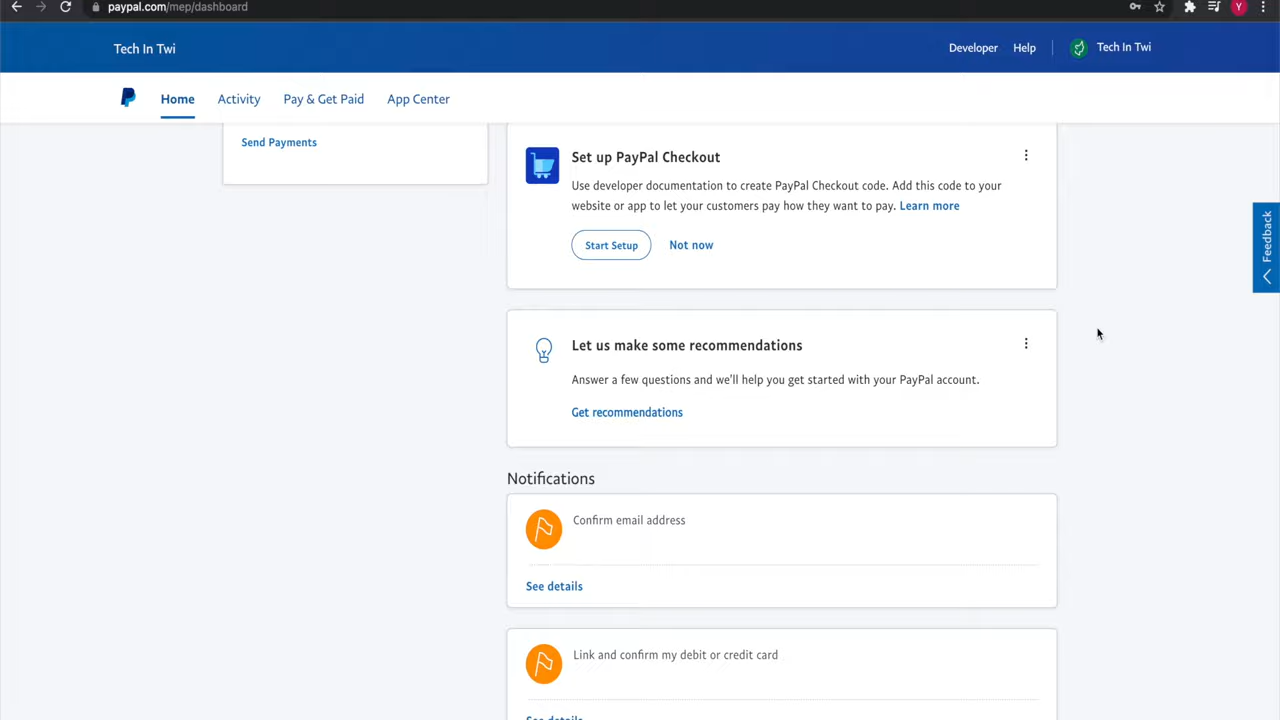 paypal.com/mep/dashboard
Y
Tech In Twi
Developer
Help
Tech In Twi
Home
Activity
Pay & Get Paid
App Center
Send Payments
Set up PayPal Checkout
Use developer documentation to create PayPal Checkout code. Add this code to your
website or app to let your customers pay how they want to pay. Learn more
Start Setup
Not now
Feedback
Let us make some recommendations
Answer a few questions and we'll help you get started with your PayPal account.
Get recommendations
Notifications
Confirm email address
See details
Link and confirm my debit or credit card
See details